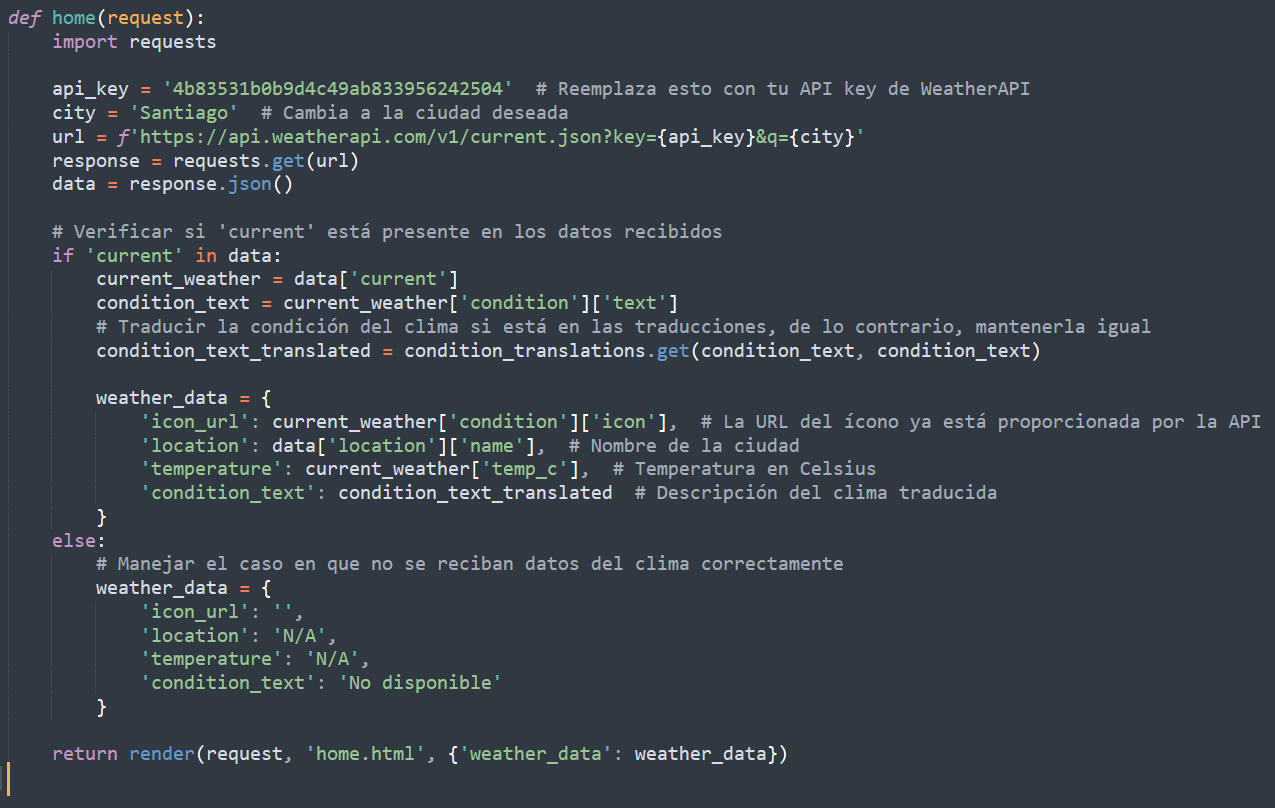 def home(request):
    import requests

    api_key = '4b83531b0b9d4c49ab833956242504'  # Reemplaza esto con tu API key de WeatherAPI
    city = 'Santiago'  # Cambia a la ciudad deseada
    url = f'https://api.weatherapi.com/v1/current.json?key={api_key}&q={city}'
    response = requests.get(url)
    data = response.json()

    # Verificar si 'current' está presente en los datos recibidos
    if 'current' in data:
        current_weather = data['current']
        condition_text = current_weather['condition']['text']
        # Traducir la condición del clima si está en las traducciones, de lo contrario, mantenerla igual
        condition_text_translated = condition_translations.get(condition_text, condition_text)

        weather_data = {
            'icon_url': current_weather['condition']['icon'],  # La URL del ícono ya está proporcionada por la API
            'location': data['location']['name'],  # Nombre de la ciudad
            'temperature': current_weather['temp_c'],  # Temperatura en Celsius
            'condition_text': condition_text_translated  # Descripción del clima traducida
        }
    else:
        # Manejar el caso en que no se reciban datos del clima correctamente
        weather_data = {
            'icon_url': '',
            'location': 'N/A',
            'temperature': 'N/A',
            'condition_text': 'No disponible'
        }

    return render(request, 'home.html', {'weather_data': weather_data})